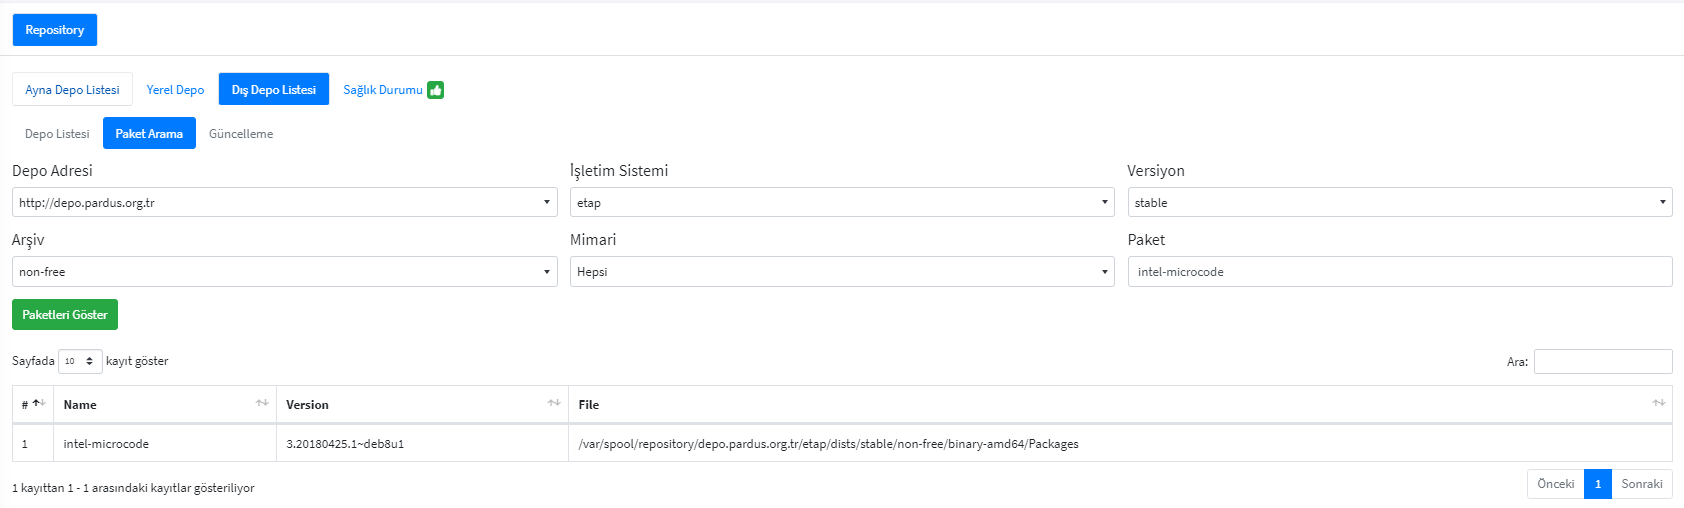 Repository
Ayna Depo Listesi Yerel Depo Dış Depo Listesi Sağlık Durumu
Depo Listesi Paket Arama Güncelleme
Depo Adresi İşletim Sistemi Versiyon
http://depo.pardus.org.tr etap stable
Arşiv Mimari Paket
non-free Hepsi intel-microcode
Paketleri Göster
Sayfada 10 kayıt göster Ara:
# Name Version File
1 intel-microcode 3.20180425.1~deb8u1 /var/spool/repository/depo.pardus.org.tr/etap/dists/stable/non-free/binary-amd64/Packages
1 kayıttan 1 - 1 arasındaki kayıtlar gösteriliyor Önceki 1 Sonraki